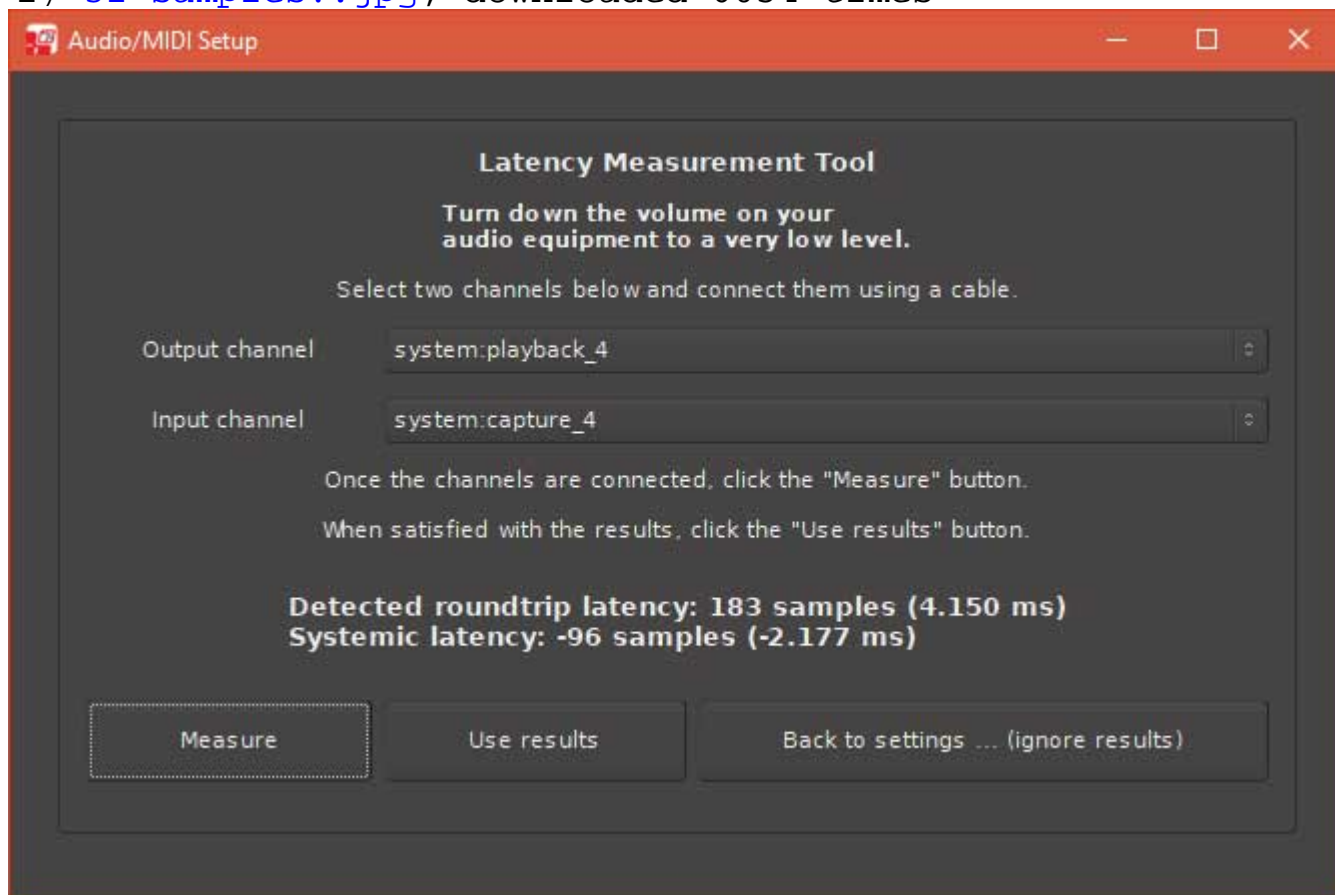 Audio/MIDI Setup
Latency Measurement Tool
Turn down the volume on your
audio equipment to a very low level.
Select two channels below and connect them using a cable.
Output channel system:playback_4
Input channel system:capture_4
Once the channels are connected, click the "Measure" button.
When satisfied with the results, click the "Use results" button.
Detected roundtrip latency: 183 samples (4.150 ms)
Systemic latency: -96 samples (-2.177 ms)
Measure Use results Back to settings ... (ignore results)